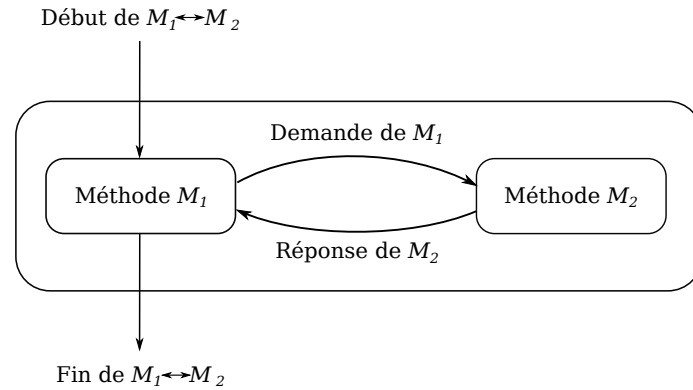 Début de M₁↔M₂
Demande de M₁
Méthode M₁
Méthode M₂
Réponse de M₂
Fin de M₁↔M₂